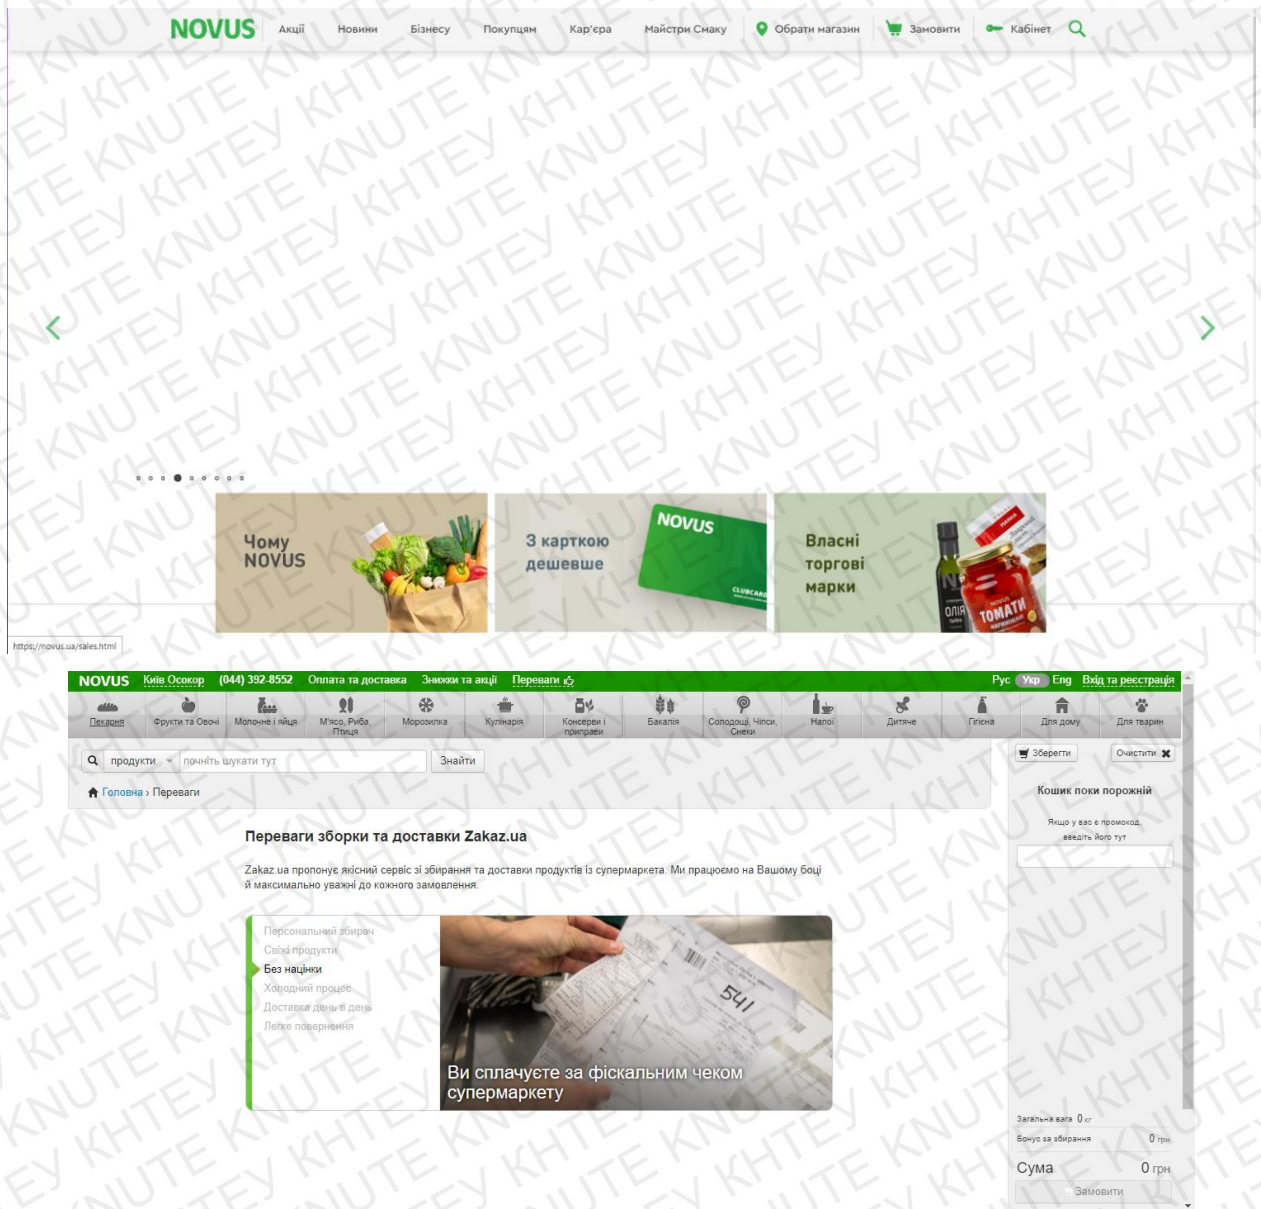 NOVUS Акції Новини Бізнесу Покупцям Кар'єра Майстри Смаку Обрати магазин Замовити Кабінет
Чому
NOVUS
З карткою
дешевше
NOVUS
CLUBCARD
Власні
торгові
марки
ОЛІЯ
NOVUS
ТОМАТИ
https://novus.ua/sales.html
NOVUS Київ Осокор (044) 392-8552 Оплата та доставка Знижки та акції Переваги Рус Укр Eng Вхід та реєстрація
Пекарня Фрукти та Овочі Молочне і яйця М'ясо, Риба, Птиця Морозилка Кулінарія Консерви і приправи Бакалія Солодощі, Чіпси, Снеки Напої Дитяче Гігієна Для дому Для тварин
продукти почніть шукати тут Знайти
Зберегти Очистити
Головна › Переваги
Кошик поки порожній
Якщо у вас є промокод,
введіть його тут
Переваги зборки та доставки Zakaz.ua
Zakaz.ua пропонує якісний сервіс зі збирання та доставки продуктів із супермаркета. Ми працюємо на Вашому боці
й максимально уважні до кожного замовлення.
Персональний збирач
Свіжі продукти
Без націнки
Холодний процес
Доставка день в день
Легке повернення
541
Ви сплачуєте за фіскальним чеком
супермаркету
Загальна вага 0 кг
Бонус за збирання 0 грн
Сума 0 грн
Замовити